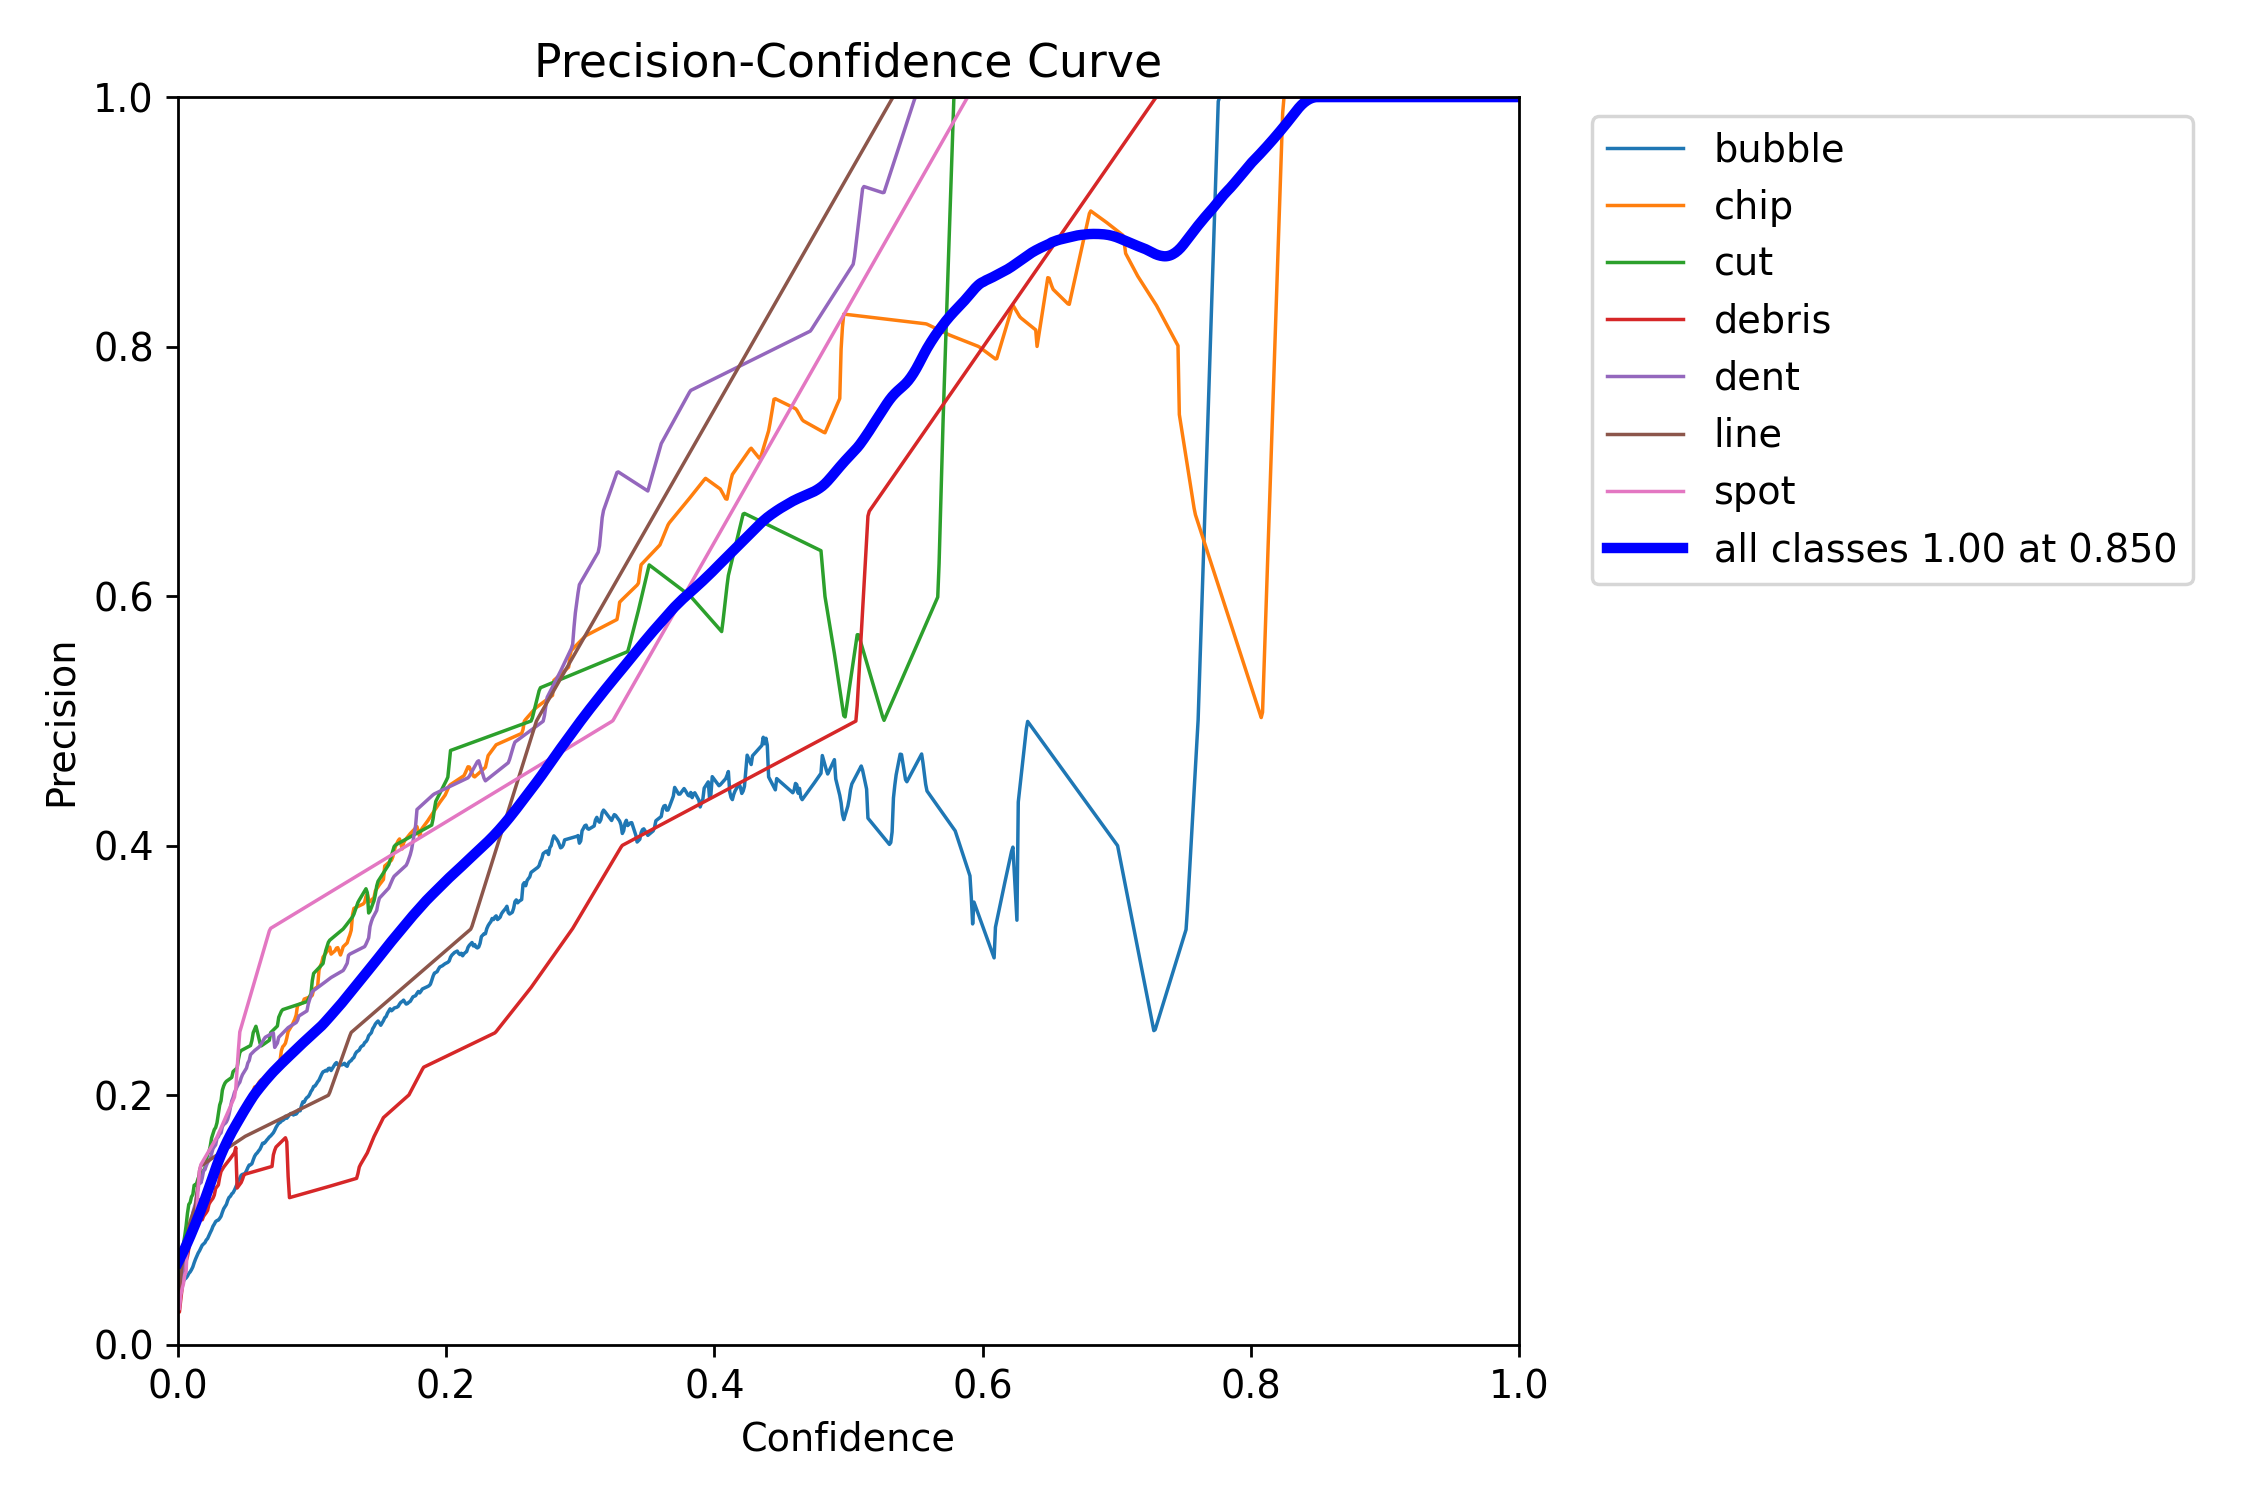 Precision-Confidence Curve
1.0
0.8
0.6
0.4
0.2
0.0
Precision
0.0 0.2 0.4 0.6 0.8 1.0
Confidence
bubble
chip
cut
debris
dent
line
spot
all classes 1.00 at 0.850